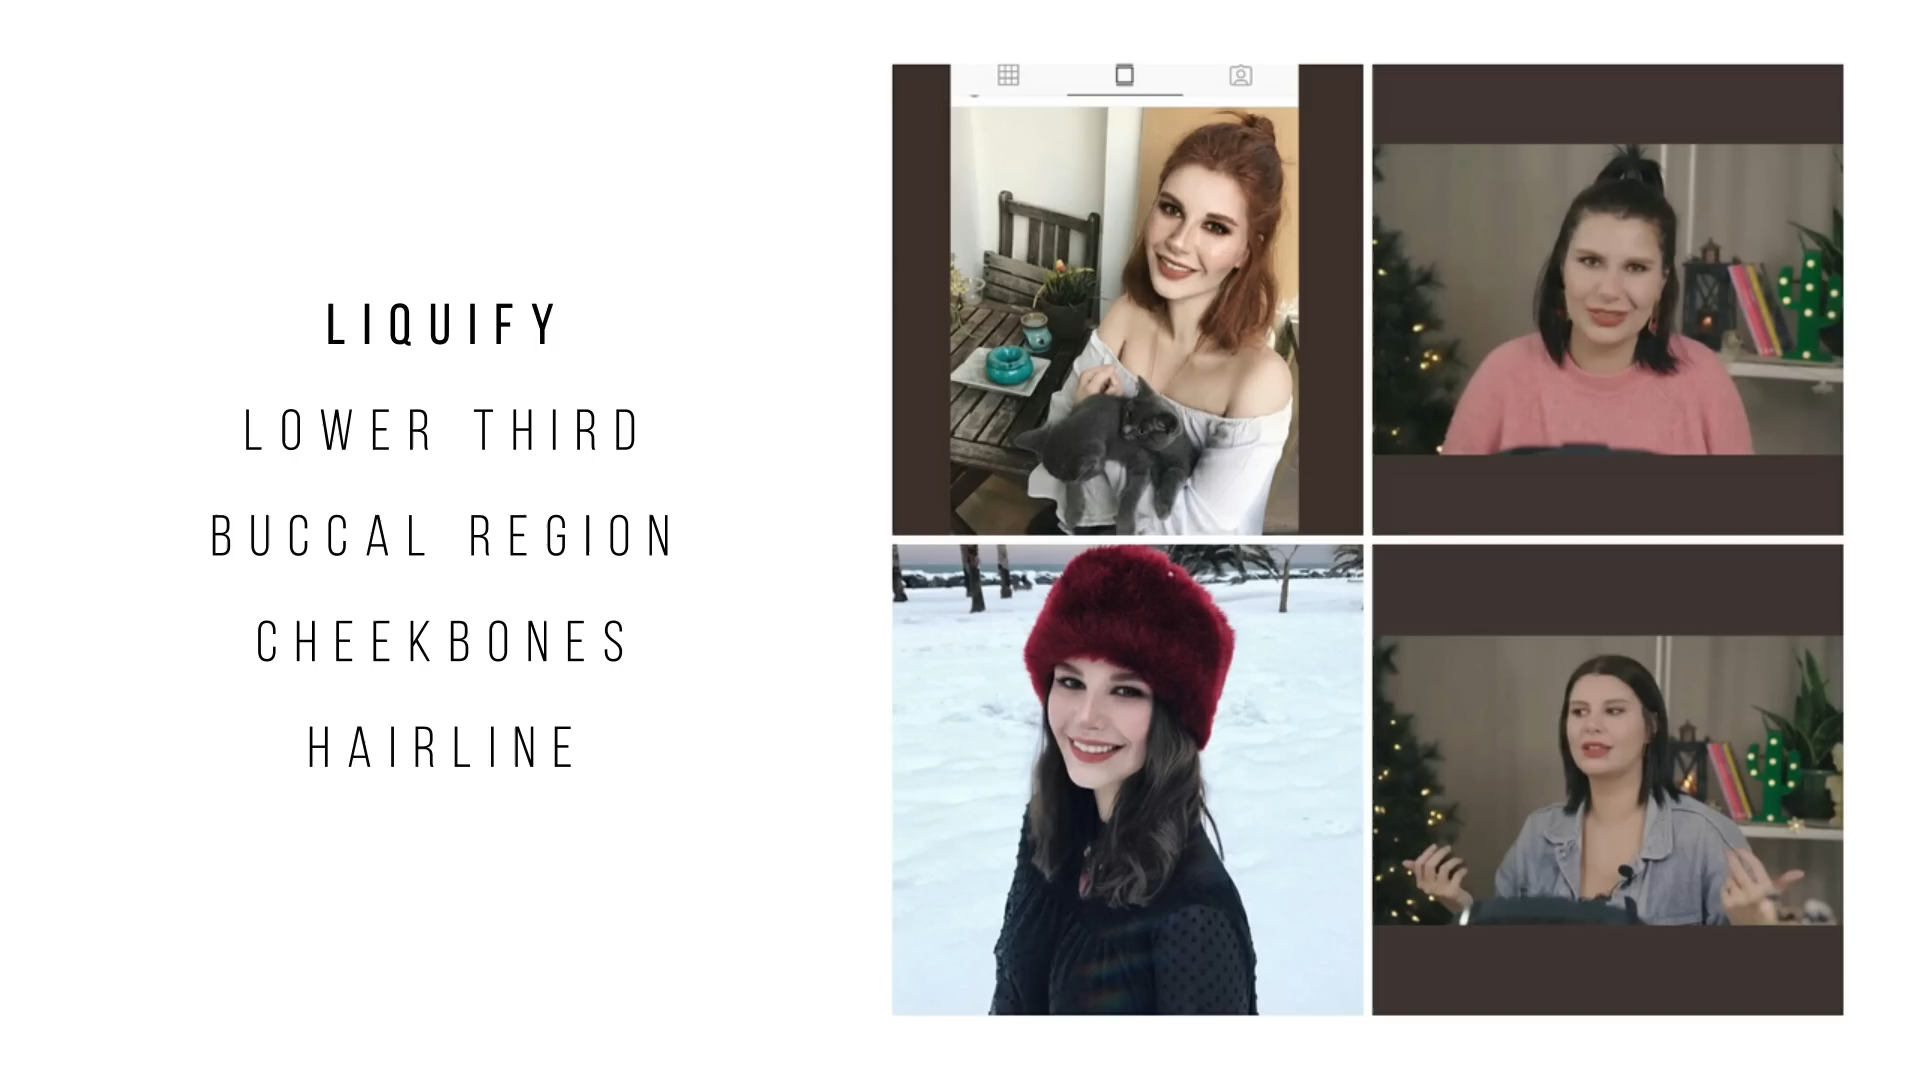 LIQUIFY
LOWER THIRD
BUCCAL REGION
CHEEKBONES
HAIRLINE